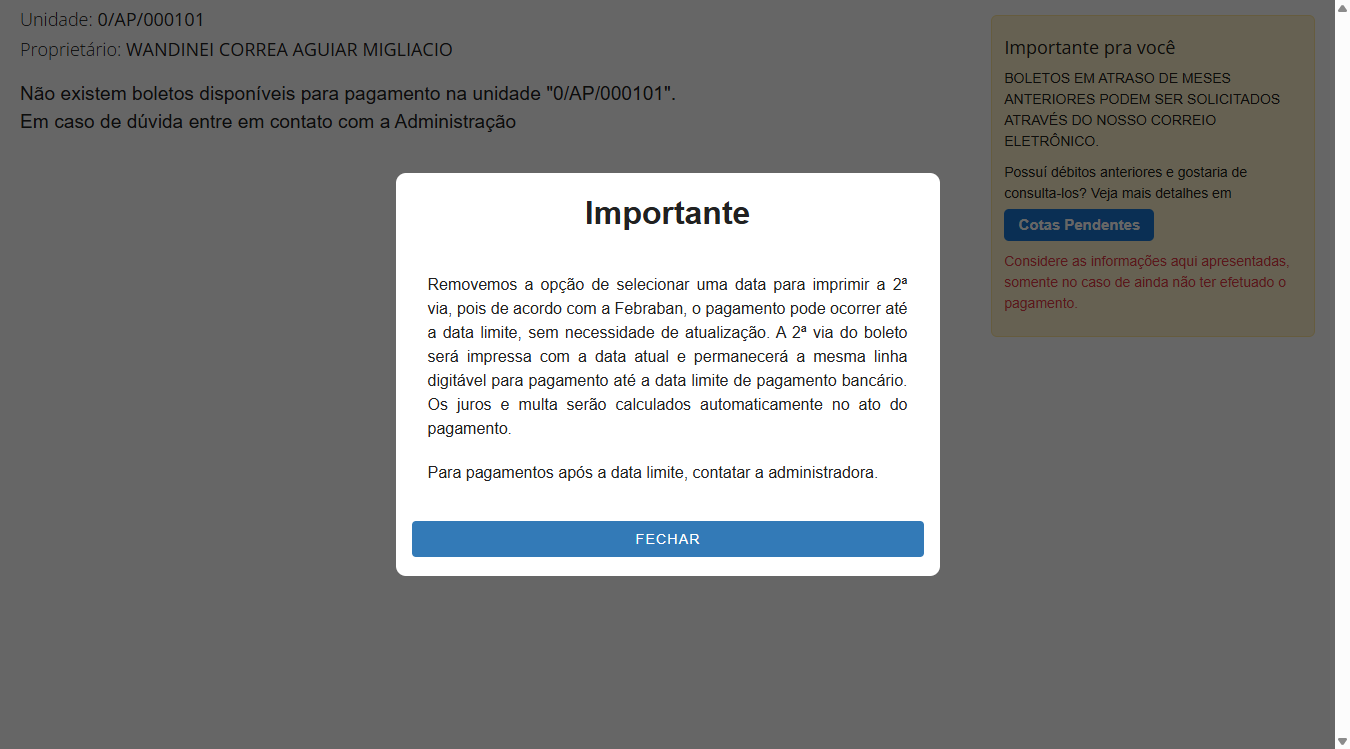 Unidade: 0/AP/000101
Proprietário: WANDINEI CORREA AGUIAR MIGLIACIO
Não existem boletos disponíveis para pagamento na unidade "0/AP/000101".
Em caso de dúvida entre em contato com a Administração
Importante pra você
BOLETOS EM ATRASO DE MESES
ANTERIORES PODEM SER SOLICITADOS
ATRAVÉS DO NOSSO CORREIO
ELETRÔNICO.
Possuí débitos anteriores e gostaria de
consulta-los? Veja mais detalhes em
Cotas Pendentes
Considere as informações aqui apresentadas,
somente no caso de ainda não ter efetuado o
pagamento.
Importante
Removemos a opção de selecionar uma data para imprimir a 2ª
via, pois de acordo com a Febraban, o pagamento pode ocorrer até
a data limite, sem necessidade de atualização. A 2ª via do boleto
será impressa com a data atual e permanecerá a mesma linha
digitável para pagamento até a data limite de pagamento bancário.
Os juros e multa serão calculados automaticamente no ato do
pagamento.
Para pagamentos após a data limite, contatar a administradora.
FECHAR